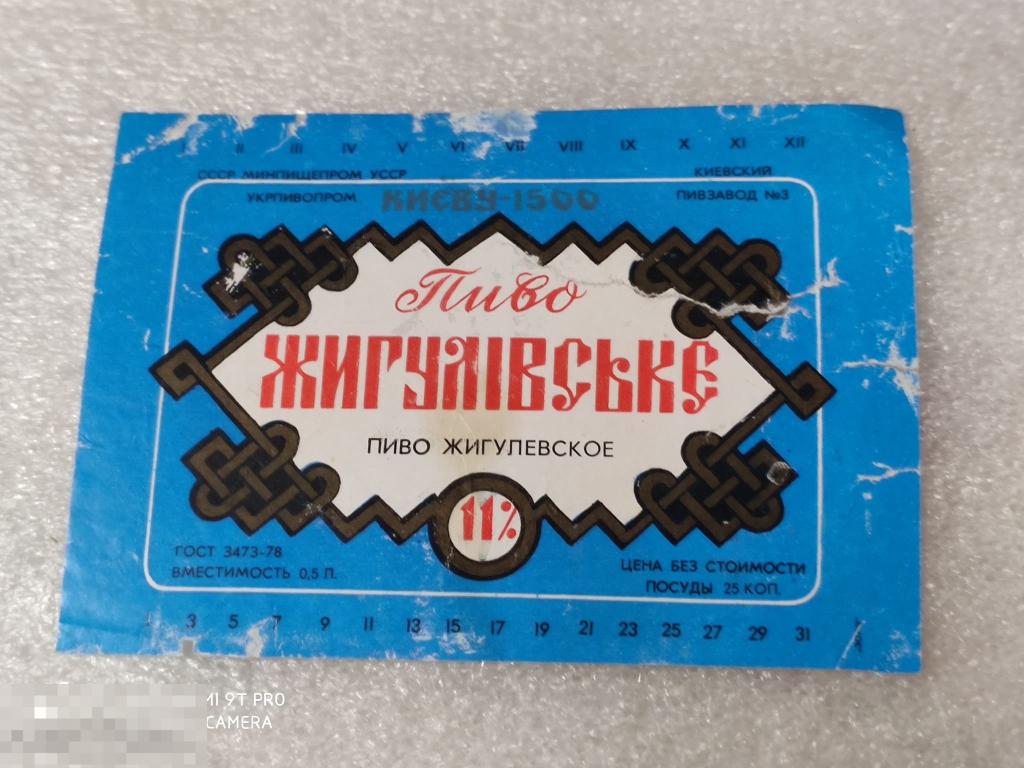 II III IV V VI VII VIII IX X XI XII
СССР МИНПИЩЕПРОМ УССР
УКРПИВОПРОМ
КИЕВУ-1500
КИЕВСКИЙ
ПИВЗАВОД №3
Пиво
ЖИГУЛІВСЬКЕ
ПИВО ЖИГУЛЕВСКОЕ
11%
ГОСТ 3473-78
ВМЕСТИМОСТЬ 0,5 Л.
ЦЕНА БЕЗ СТОИМОСТИ
ПОСУДЫ 25 КОП.
3 5 7 9 11 13 15 17 19 21 23 25 27 29 31
MI 9T PRO
CAMERA